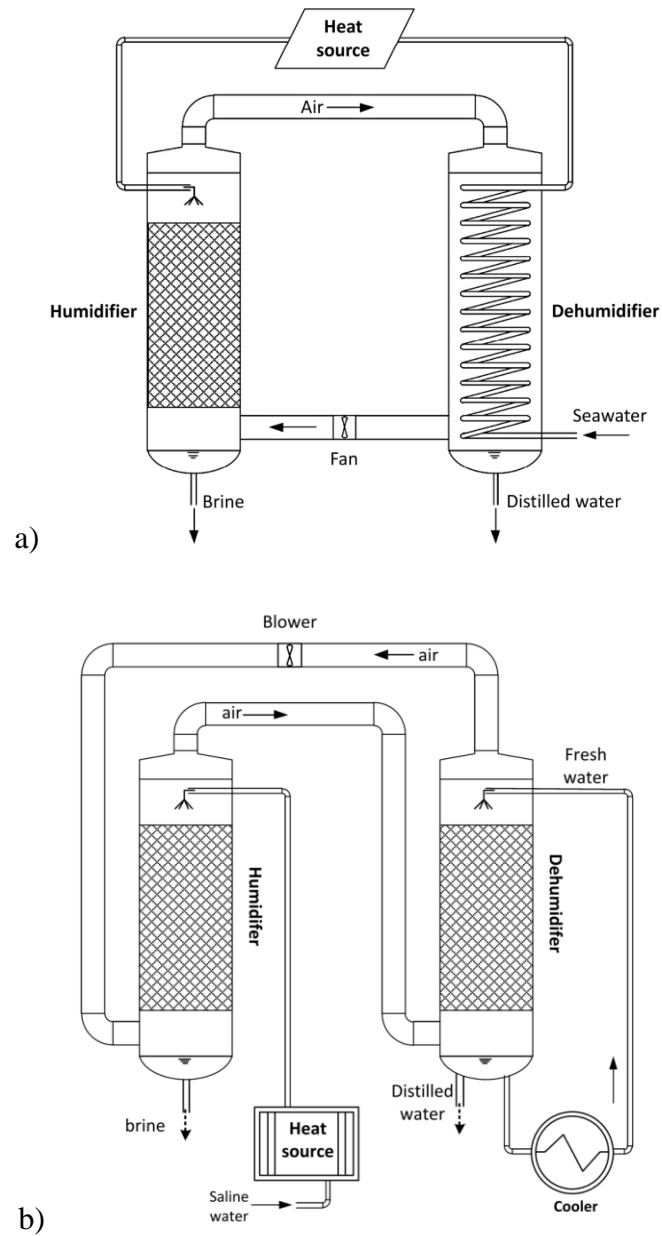 Heat
source
Air
Humidifier
Dehumidifier
Seawater
Fan
Brine
Distilled water
a)
Blower
air
air
Fresh
water
Humidifer
Dehumidifer
Distilled
water
brine
Heat
source
Saline
water
Cooler
b)